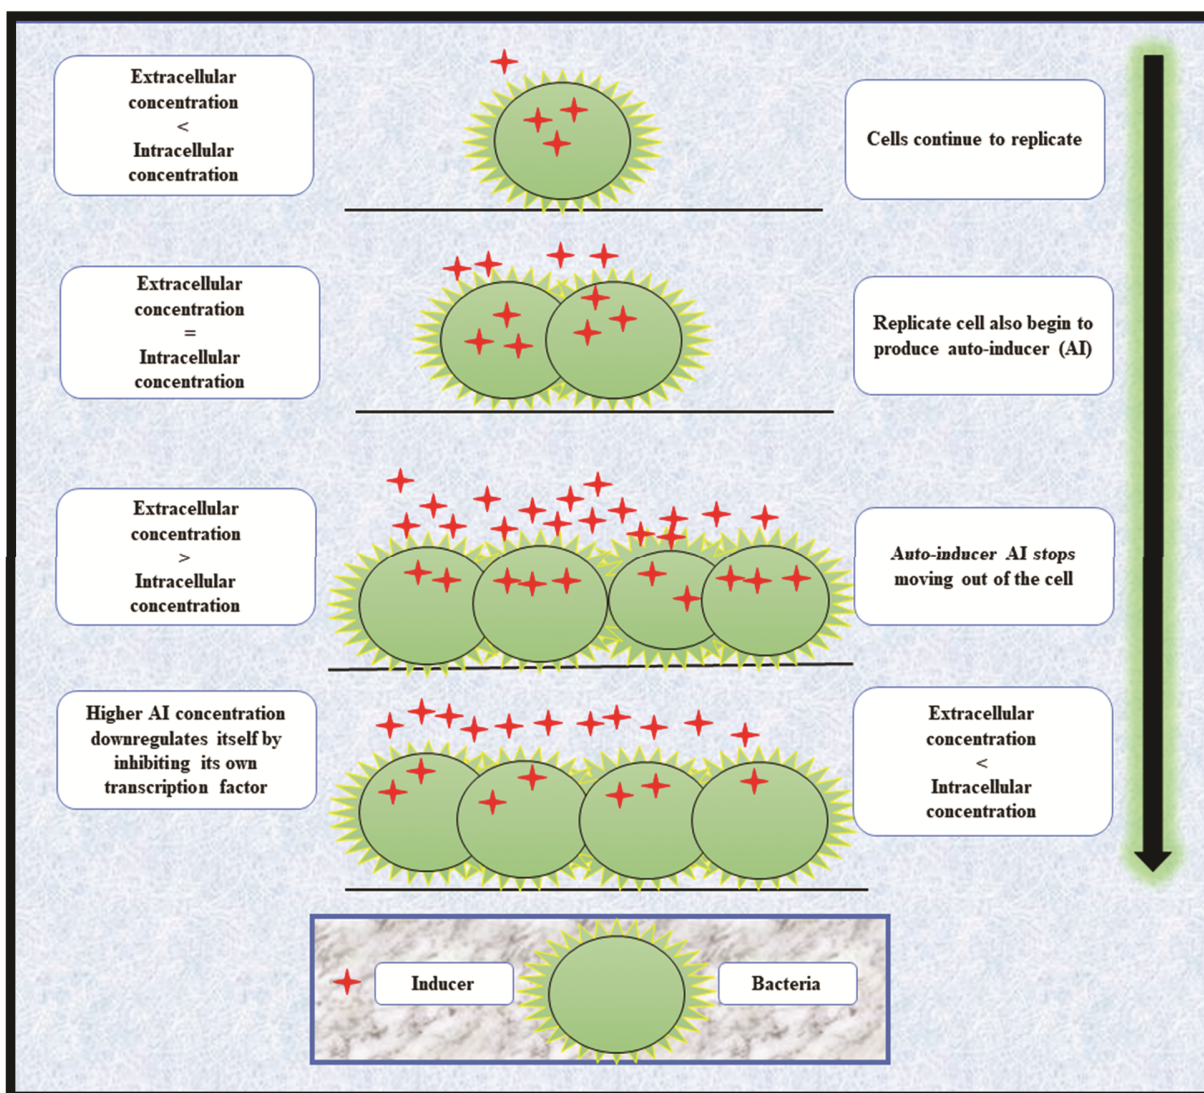 Extracellular
concentration
<
Intracellular
concentration
Cells continue to replicate
Extracellular
concentration
=
Intracellular
concentration
Replicate cell also begin to
produce auto-inducer (AI)
Extracellular
concentration
>
Intracellular
concentration
Auto-inducer AI stops
moving out of the cell
Higher AI concentration
downregulates itself by
inhibiting its own
transcription factor
Extracellular
concentration
<
Intracellular
concentration
Inducer
Bacteria